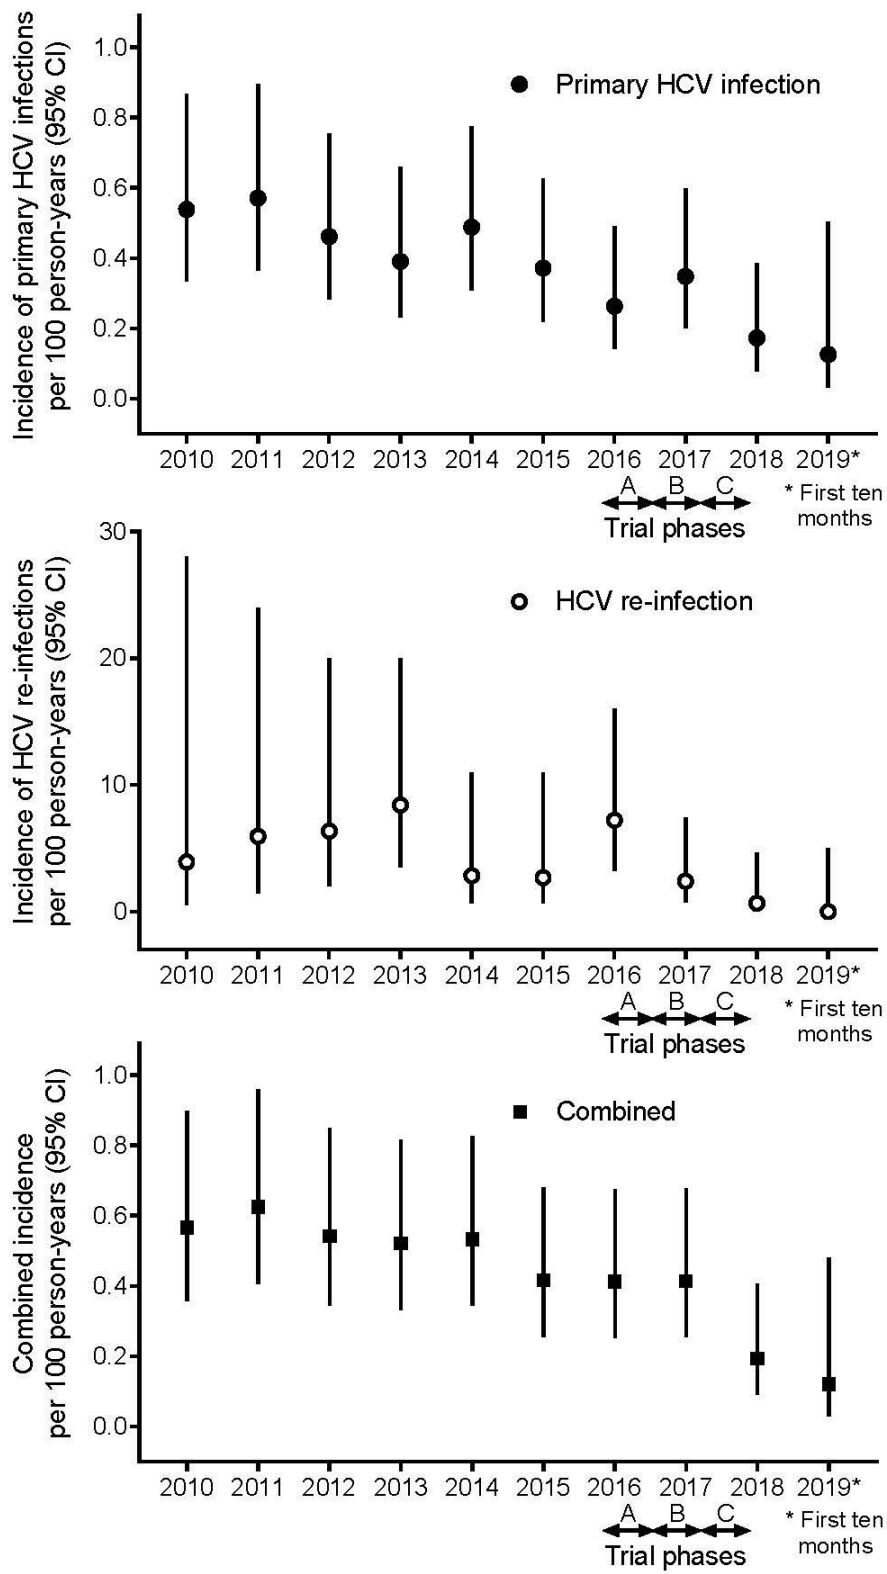 Incidence of primary HCV infections
per 100 person-years (95% CI)
1.0
0.8
0.6
0.4
0.2
0.0
Primary HCV infection
2010 2011 2012 2013 2014 2015 2016 2017 2018 2019*
A B C
Trial phases
* First ten
months
Incidence of HCV re-infections
per 100 person-years (95% CI)
30
20
10
0
HCV re-infection
2010 2011 2012 2013 2014 2015 2016 2017 2018 2019*
A B C
Trial phases
* First ten
months
Combined incidence
per 100 person-years (95% CI)
1.0
0.8
0.6
0.4
0.2
0.0
Combined
2010 2011 2012 2013 2014 2015 2016 2017 2018 2019*
A B C
Trial phases
* First ten
months